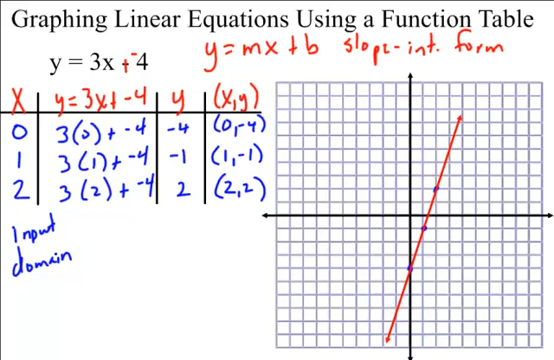 Graphing Linear Equations Using a Function Table
y = mx + b slope-int. form
y = 3x + -4
x y = 3x + -4 y (x,y)
0 3(0) + -4 -4 (0,-4)
1 3(1) + -4 -1 (1,-1)
2 3(2) + -4 2 (2,2)
Input
domain